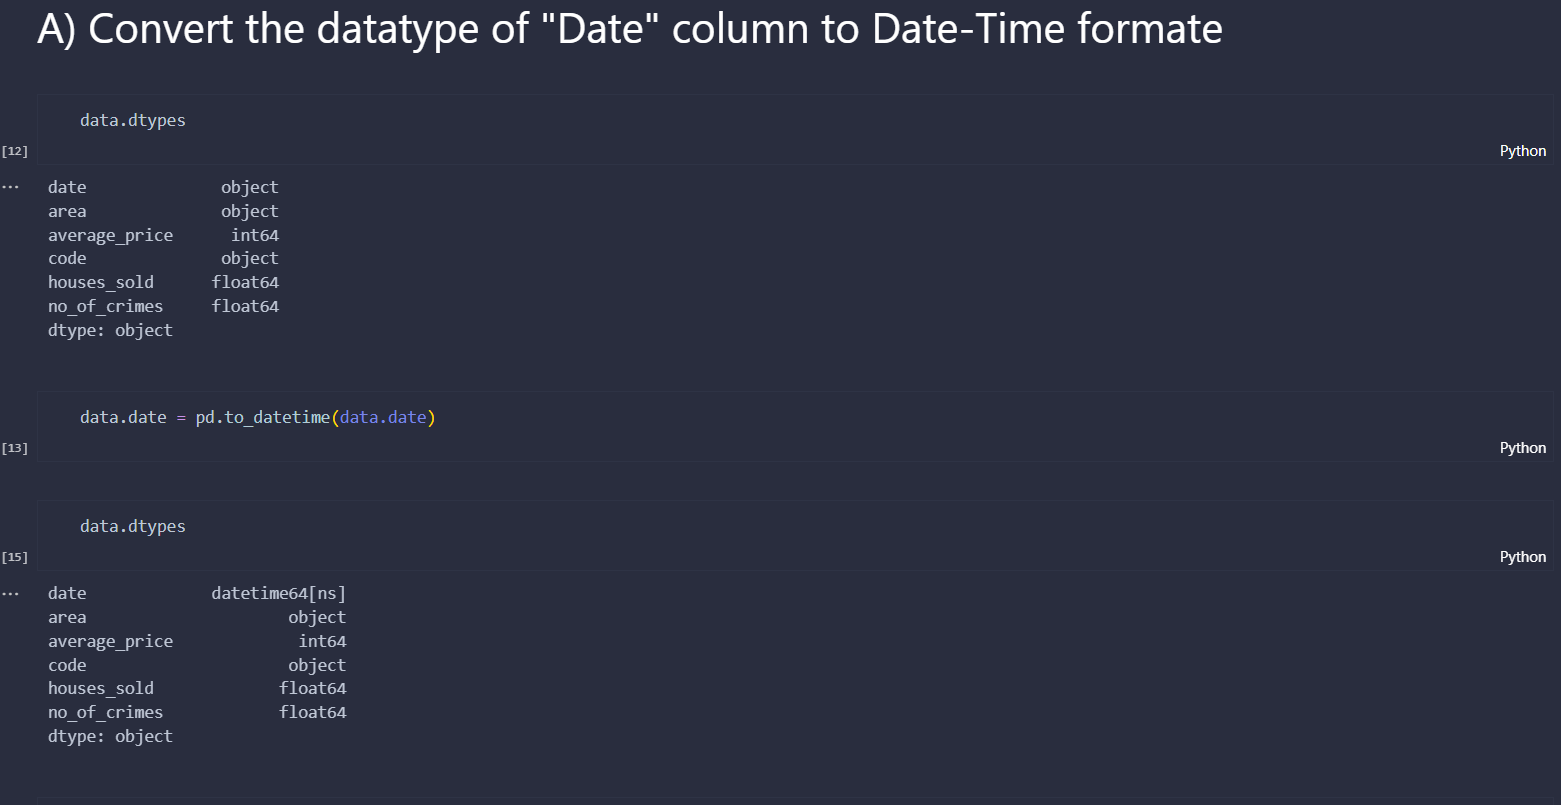 A) Convert the datatype of "Date" column to Date-Time formate
data.dtypes
[12]
Python
...
date object
area object
average_price int64
code object
houses_sold float64
no_of_crimes float64
dtype: object
data.date = pd.to_datetime(data.date)
[13]
Python
data.dtypes
[15]
Python
...
date datetime64[ns]
area object
average_price int64
code object
houses_sold float64
no_of_crimes float64
dtype: object